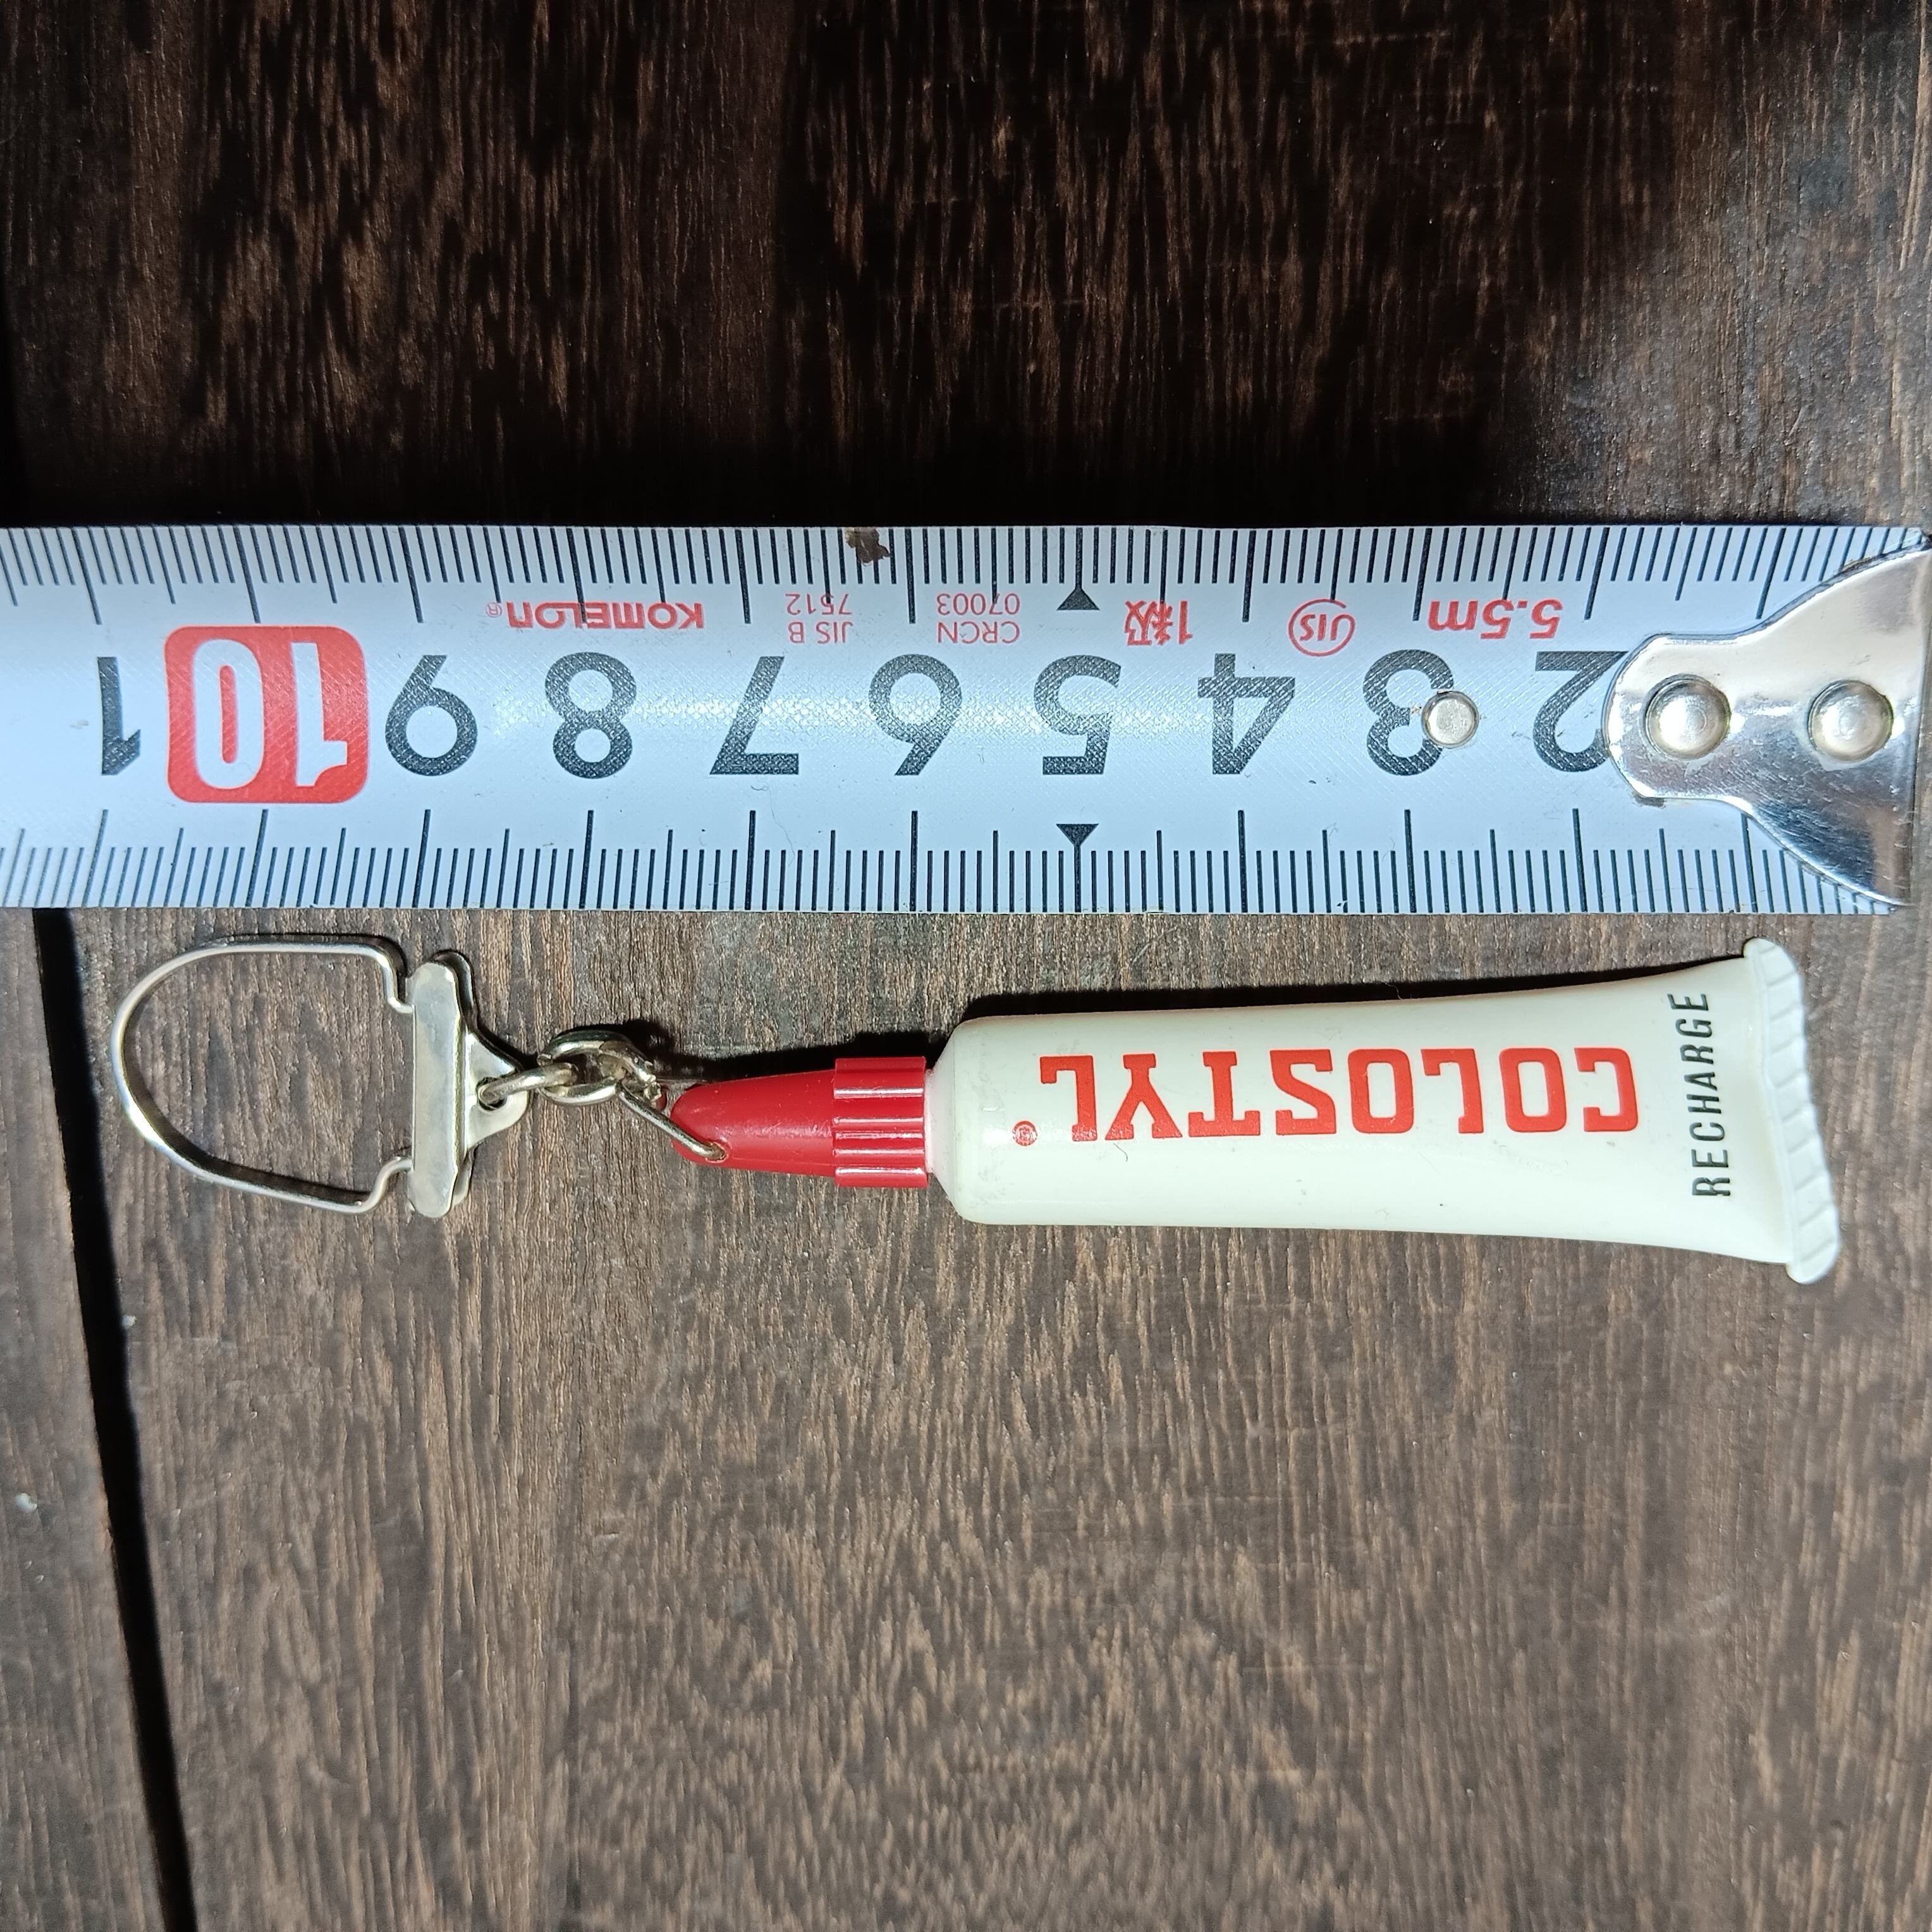 5.5m JIS 1級 CRCN JIS B KOMELON®
07003 7512
2 3 4 5 6 7 8 9 10 1
COLOSTYL®
RECHARGE